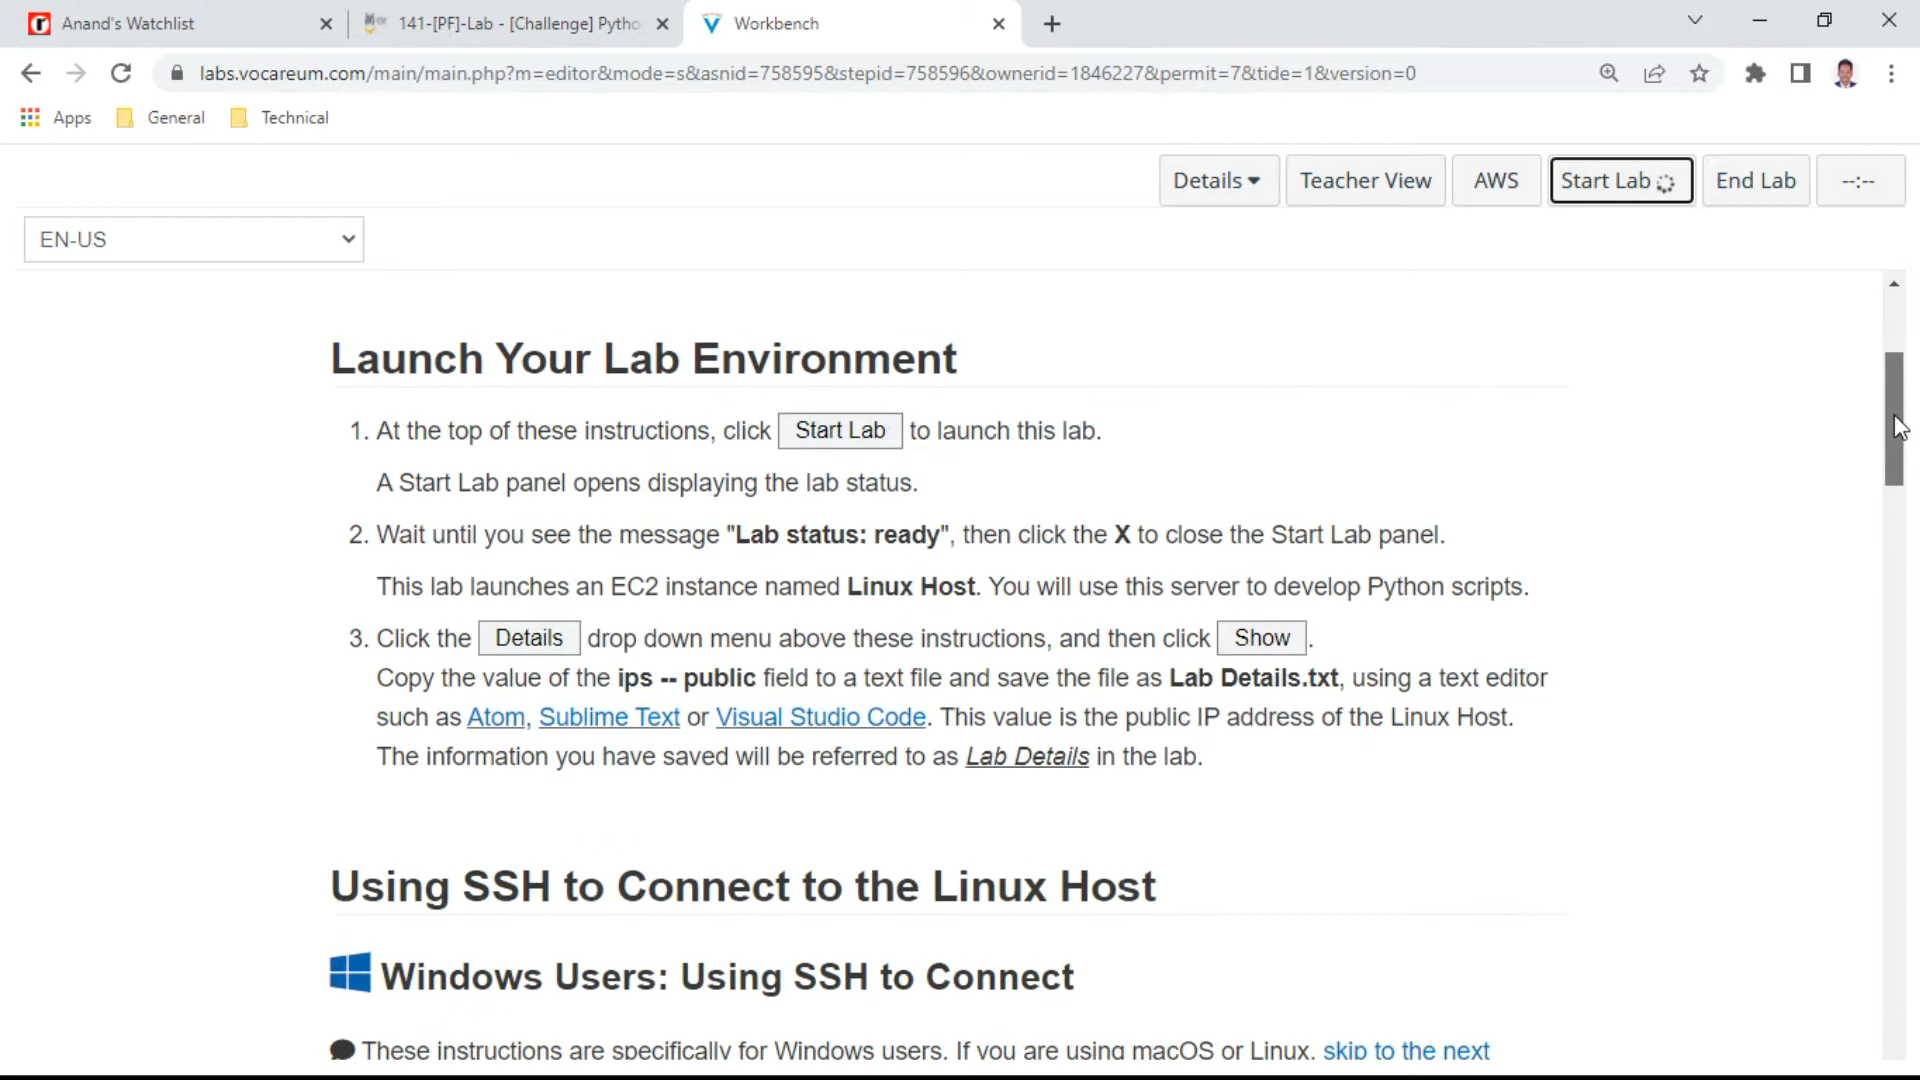 Anand's Watchlist
141-[PF]-Lab - [Challenge] Pytho
Workbench
labs.vocareum.com/main/main.php?m=editor&mode=s&asnid=758595&stepid=758596&ownerid=1846227&permit=7&tide=1&version=0
Apps General Technical
Details Teacher View AWS Start Lab End Lab --:--
EN-US
Launch Your Lab Environment
1. At the top of these instructions, click Start Lab to launch this lab.
A Start Lab panel opens displaying the lab status.
2. Wait until you see the message "Lab status: ready", then click the X to close the Start Lab panel.
This lab launches an EC2 instance named Linux Host. You will use this server to develop Python scripts.
3. Click the Details drop down menu above these instructions, and then click Show .
Copy the value of the ips -- public field to a text file and save the file as Lab Details.txt, using a text editor
such as Atom, Sublime Text or Visual Studio Code. This value is the public IP address of the Linux Host.
The information you have saved will be referred to as Lab Details in the lab.
Using SSH to Connect to the Linux Host
Windows Users: Using SSH to Connect
These instructions are specifically for Windows users. If you are using macOS or Linux, skip to the next